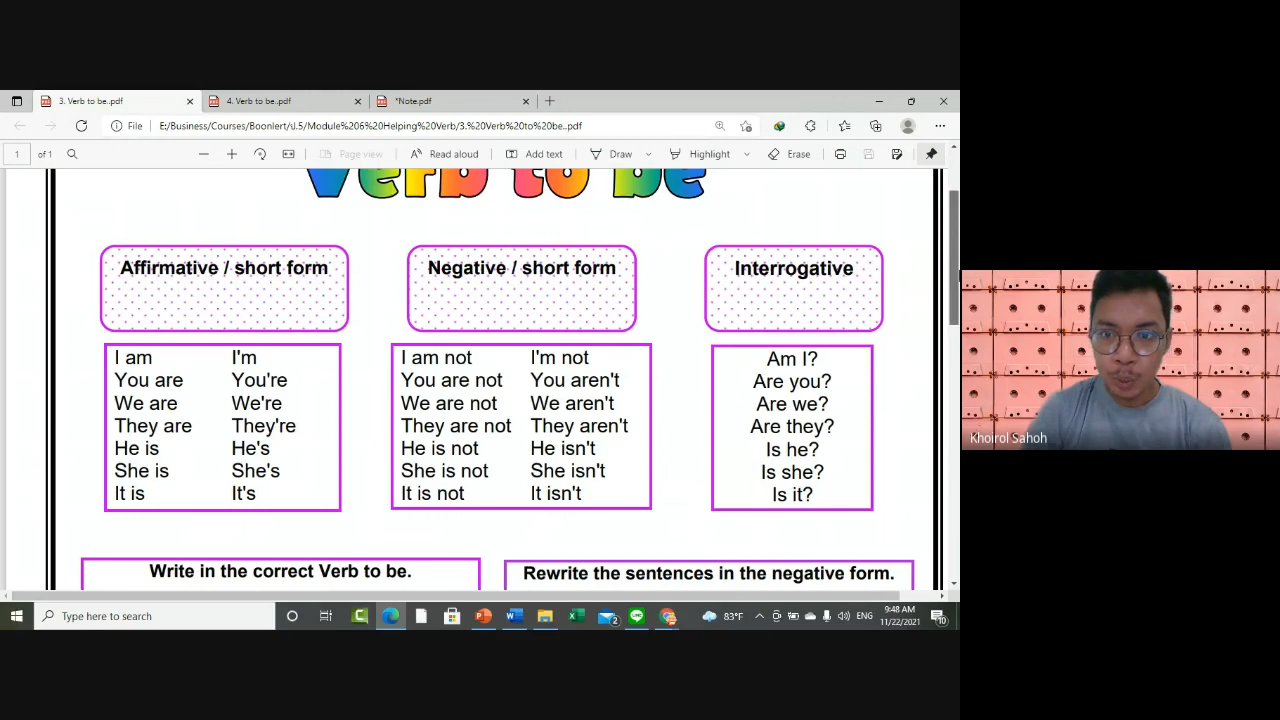 3. Verb to be..pdf
4. Verb to be..pdf
*Note.pdf
File
E:/Business/Courses/Boonlert/ม.5/Module%206%20Helping%20Verb/3.%20Verb%20to%20be..pdf
1 of 1
Page view
Read aloud
Add text
Draw
Highlight
Erase
Verb to be
Affirmative / short form
I am I'm
You are You're
We are We're
They are They're
He is He's
She is She's
It is It's
Negative / short form
I am not I'm not
You are not You aren't
We are not We aren't
They are not They aren't
He is not He isn't
She is not She isn't
It is not It isn't
Interrogative
Am I?
Are you?
Are we?
Are they?
Is he?
Is she?
Is it?
Write in the correct Verb to be.
Rewrite the sentences in the negative form.
Khoirol Sahoh
Type here to search
2
83°F
ENG
9:48 AM
11/22/2021
10